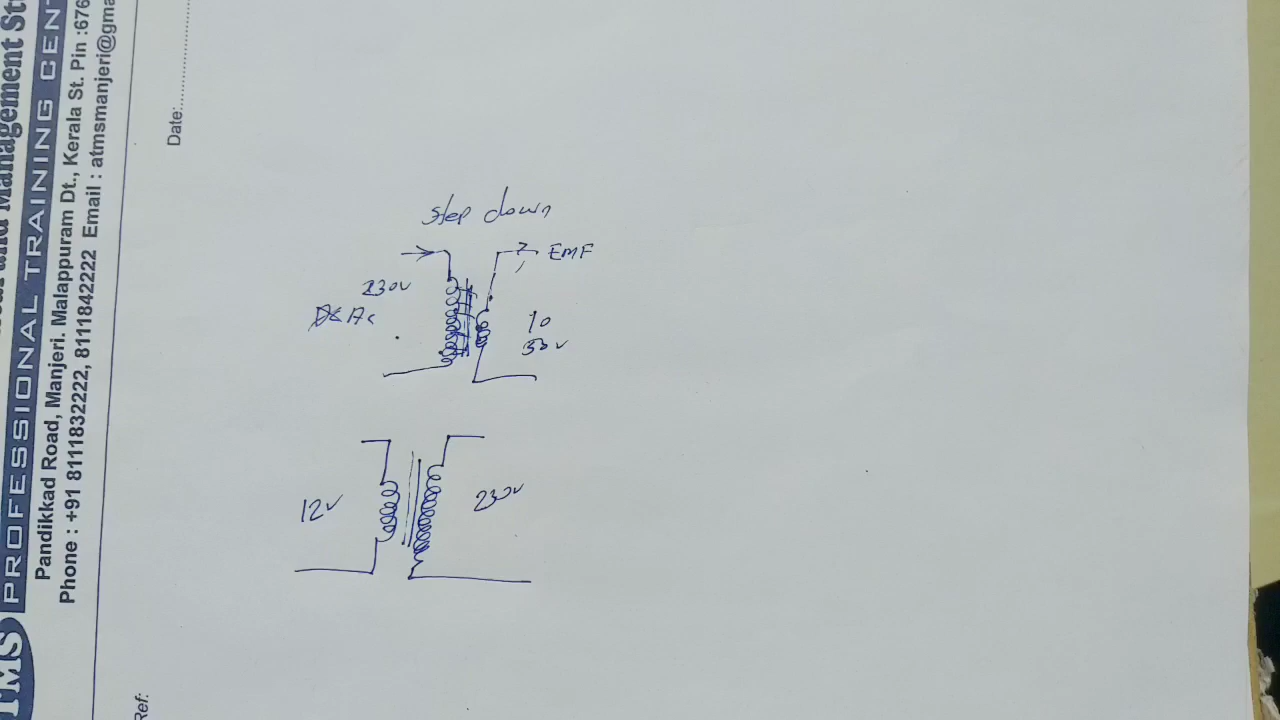 PROFESSIONAL TRAINING CENT
Pandikkad Road, Manjeri. Malappuram Dt., Kerala St. Pin :676
Phone : +91 8111832222, 8111842222 Email : atmsmanjeri@gma
Date:
Ref:
Step down
EMF
230v
Ac
10
50v
12v
230v